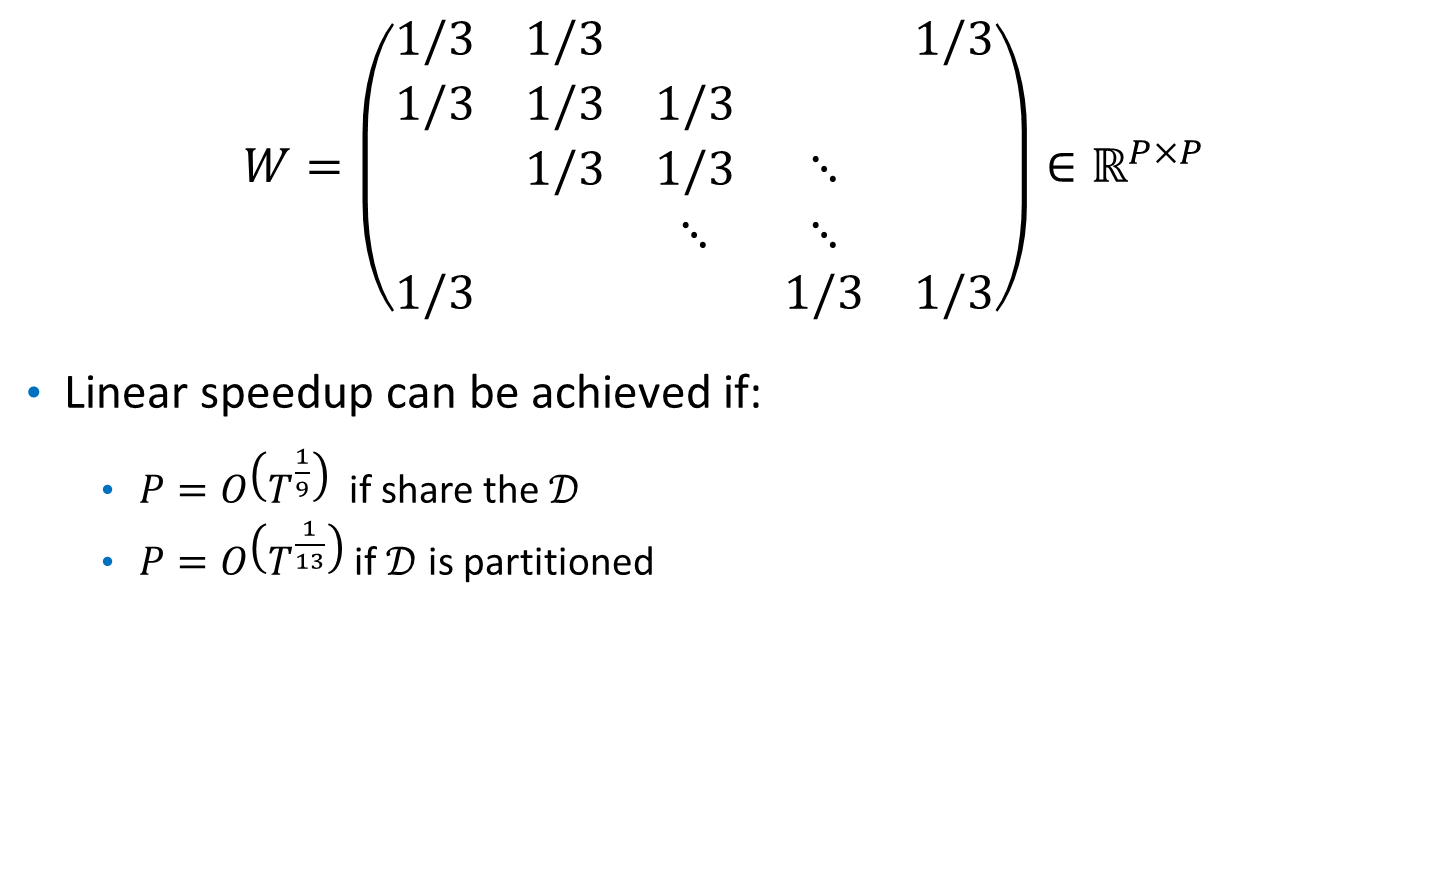 W = ( 1/3 1/3 1/3
1/3 1/3 1/3
1/3 1/3 ⋱
⋱ ⋱
1/3 1/3 1/3 ) ∈ ℝ^{P×P}
• Linear speedup can be achieved if:
• P = O(T^{1/9}) if share the 𝒟
• P = O(T^{1/13}) if 𝒟 is partitioned